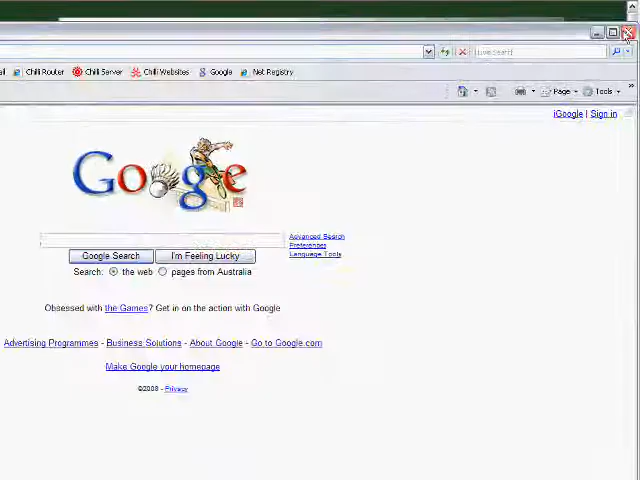 Live Search
ail Chilli Router Chilli Server Chilli Websites Google Net Registry
Page Tools »
iGoogle | Sign in
Google
Advanced Search
Preferences
Language Tools
Google Search I'm Feeling Lucky
Search: the web pages from Australia
Obsessed with the Games? Get in on the action with Google
Advertising Programmes - Business Solutions - About Google - Go to Google.com
Make Google your homepage
©2008 - Privacy